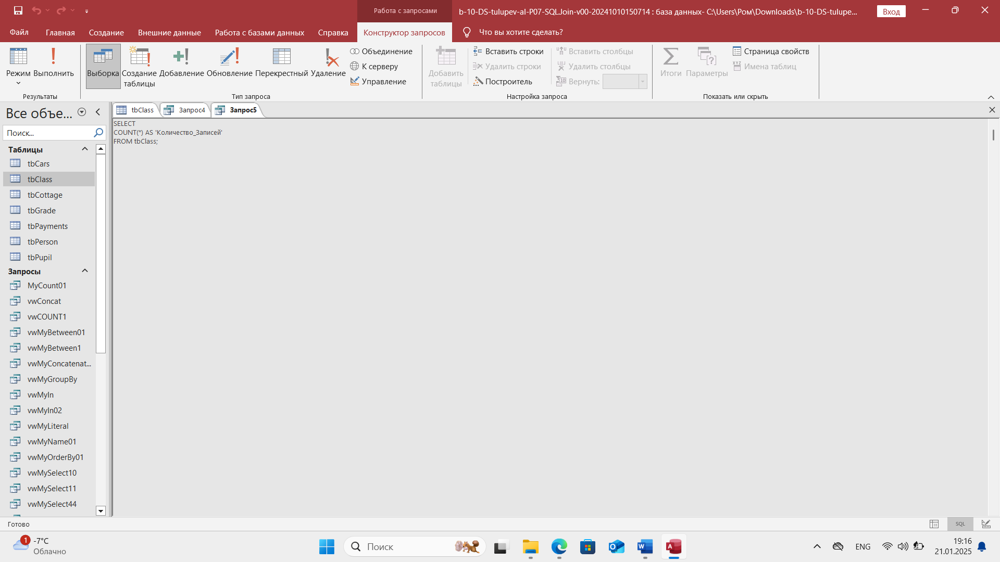 Работа с запросами
b-10-DS-tulupev-al-P07-SQLJoin-v00-20241010150714 : база данных- C:\Users\Ром\Downloads\b-10-DS-tulupe...
Вход
Файл
Главная
Создание
Внешние данные
Работа с базами данных
Справка
Конструктор запросов
Что вы хотите сделать?
Режим
Выполнить
Результаты
Выборка
Создание
таблицы
Добавление
Обновление
Перекрестный
Удаление
Объединение
К серверу
Управление
Тип запроса
Добавить
таблицы
Вставить строки
Удалить строки
Построитель
Вставить столбцы
Удалить столбцы
Вернуть:
Настройка запроса
Итоги
Параметры
Страница свойств
Имена таблиц
Показать или скрыть
Все объе...
Поиск...
Таблицы
tbCars
tbClass
tbCottage
tbGrade
tbPayments
tbPerson
tbPupil
Запросы
MyCount01
vwConcat
vwCOUNT1
vwMyBetween01
vwMyBetween1
vwMyConcatenat...
vwMyGroupBy
vwMyIn
vwMyIn02
vwMyLiteral
vwMyName01
vwMyOrderBy01
vwMySelect10
vwMySelect11
vwMySelect44
tbClass
Запрос4
Запрос5
SELECT
COUNT(*) AS 'Количество_Записей'
FROM tbClass;
Готово
SQL
1
-7°C
Облачно
Поиск
ENG
19:16
21.01.2025